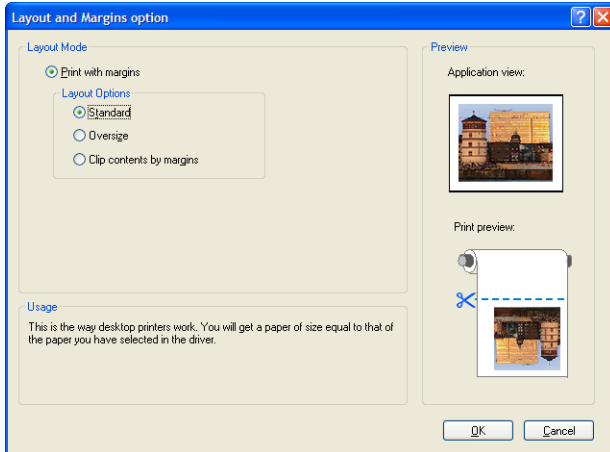 Layout and Margins option
Layout Mode
Print with margins
Layout Options
Standard
Oversize
Clip contents by margins
Usage
This is the way desktop printers work. You will get a paper of size equal to that of
the paper you have selected in the driver.
Preview
Application view:
Print preview:
OK
Cancel